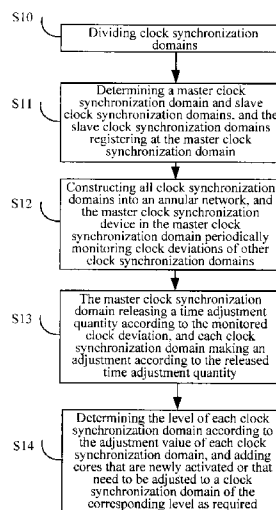 S10
Dividing clock synchronization
domains
S11
Determining a master clock
synchronization domain and slave
clock synchronization domains, and the
slave clock synchronization domains
registering at the master clock
synchronization domain
S12
Constructing all clock synchronization
domains into an annular network, and
the master clock synchronization
device in the master clock
synchronization domain periodically
monitoring clock deviations of other
clock synchronization domains
S13
The master clock synchronization
domain releasing a time adjustment
quantity according to the monitored
clock deviation, and each clock
synchronization domain making an
adjustment according to the released
time adjustment quantity
S14
Determining the level of each clock
synchronization domain according to
the adjustment value of each clock
synchronization domain, and adding
cores that are newly activated or that
need to be adjusted to a clock
synchronization domain of the
corresponding level as required